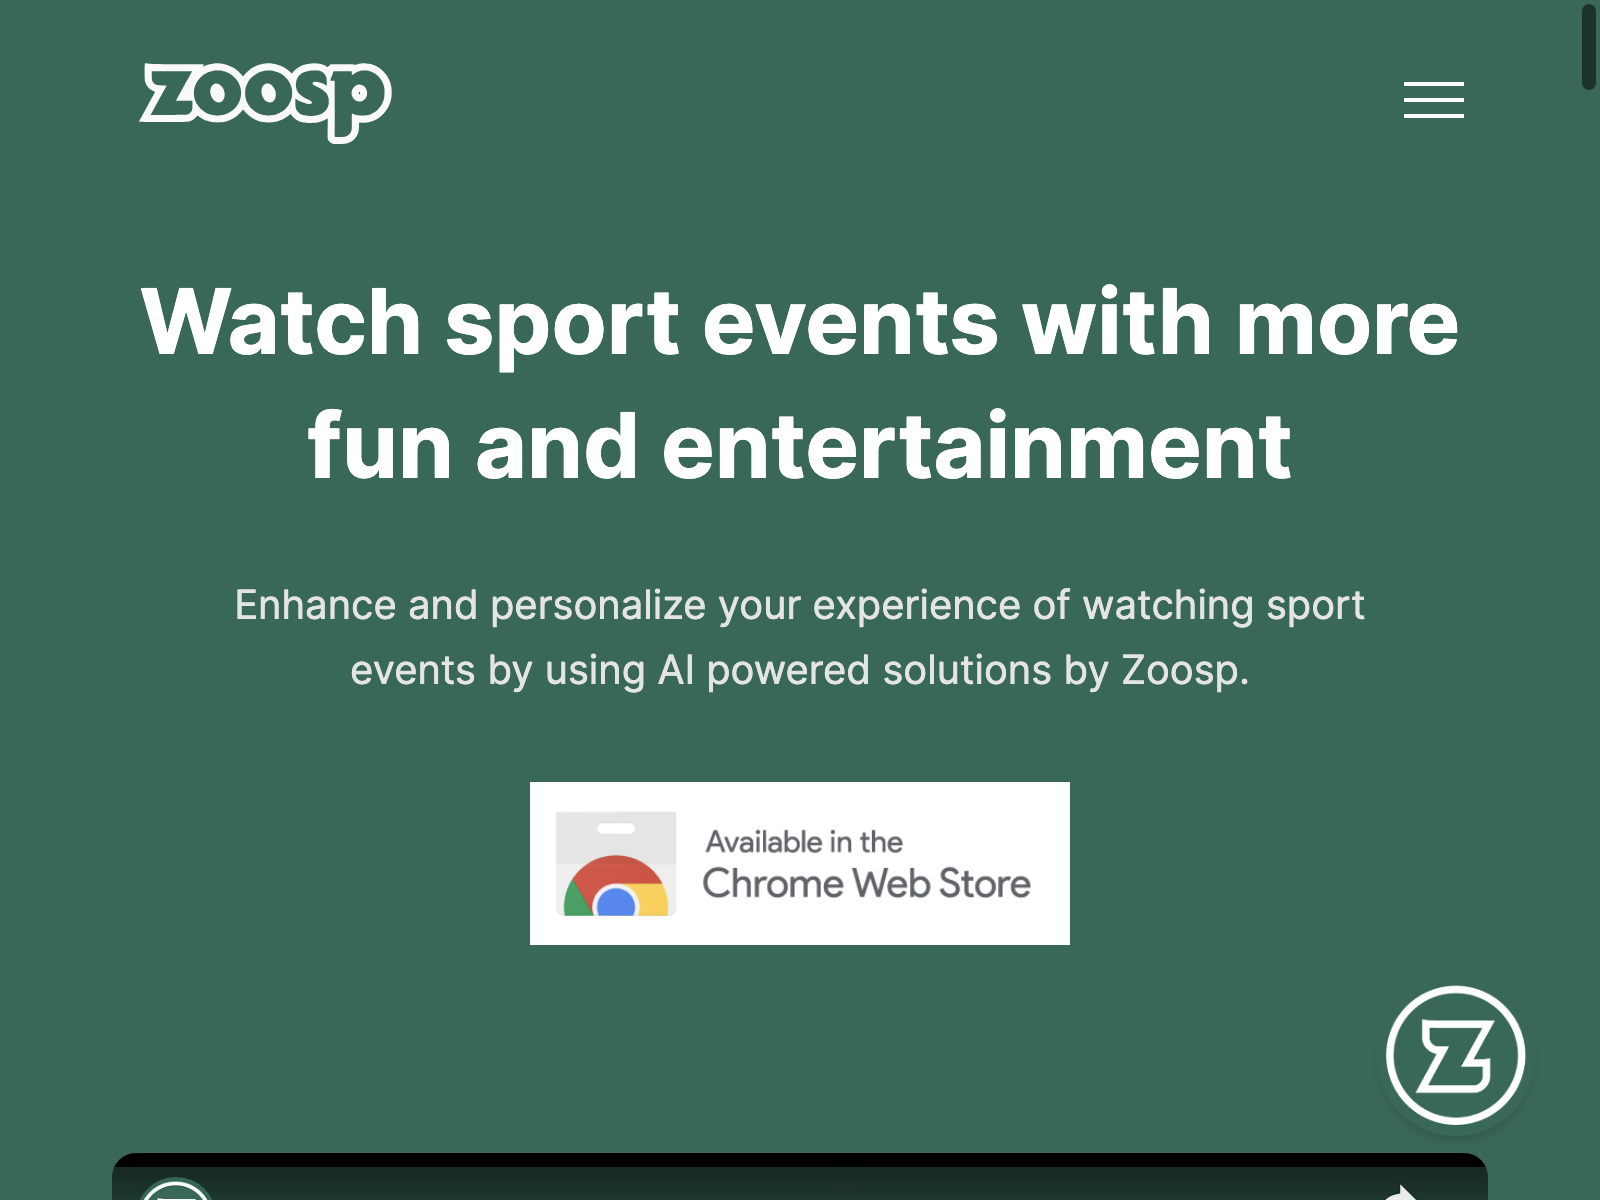 zoosp
Watch sport events with more
fun and entertainment
Enhance and personalize your experience of watching sport
events by using AI powered solutions by Zoosp.
Available in the
Chrome Web Store
Z